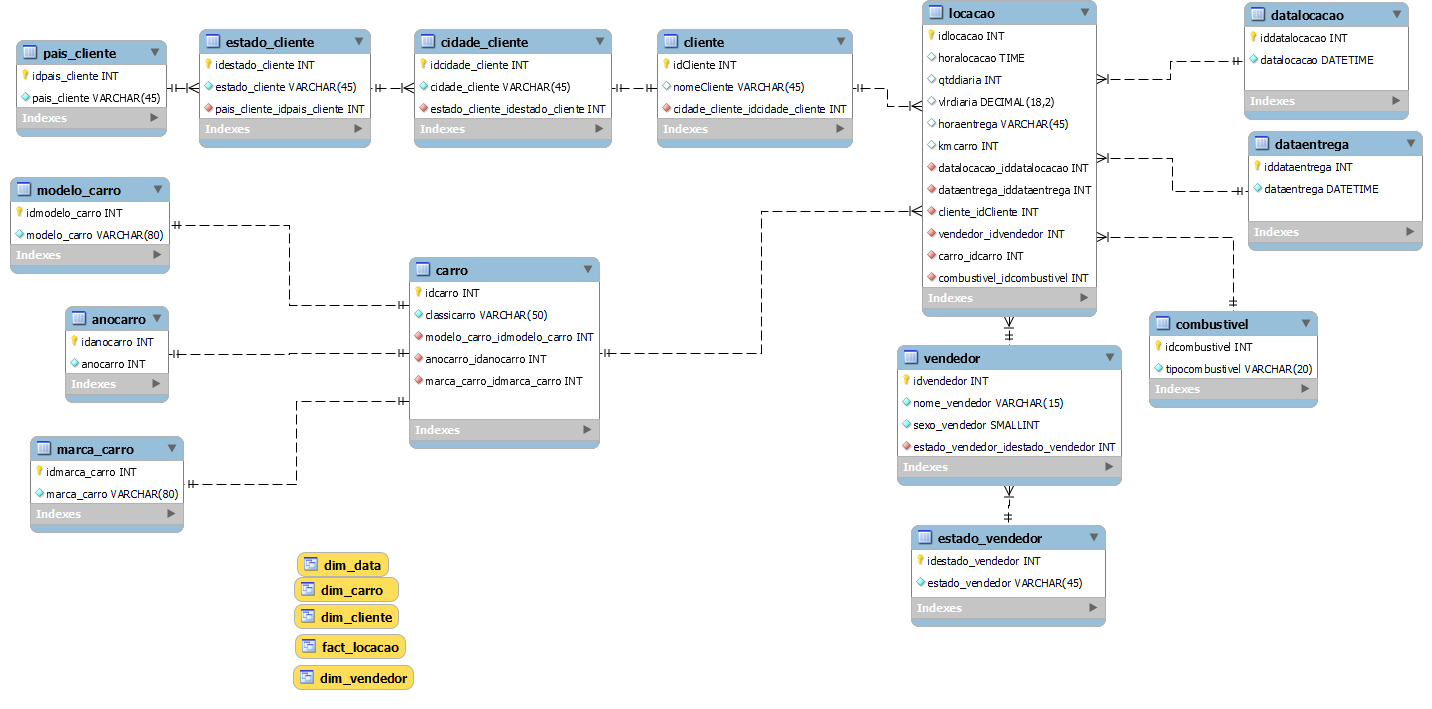 pais_cliente
idpais_cliente INT
pais_cliente VARCHAR(45)
Indexes
estado_cliente
idestado_cliente INT
estado_cliente VARCHAR(45)
pais_cliente_idpais_cliente INT
Indexes
cidade_cliente
idcidade_cliente INT
cidade_cliente VARCHAR(45)
estado_cliente_idestado_cliente INT
Indexes
cliente
idCliente INT
nomeCliente VARCHAR(45)
cidade_cliente_idcidade_cliente INT
Indexes
locacao
idlocacao INT
horalocacao TIME
qtddiaria INT
vlrdiaria DECIMAL(18,2)
horaentrega VARCHAR(45)
kmcarro INT
datalocacao_iddatalocacao INT
dataentrega_iddataentrega INT
cliente_idCliente INT
vendedor_idvendedor INT
carro_idcarro INT
combustivel_idcombustivel INT
Indexes
datalocacao
iddatalocacao INT
datalocacao DATETIME
Indexes
dataentrega
iddataentrega INT
dataentrega DATETIME
Indexes
modelo_carro
idmodelo_carro INT
modelo_carro VARCHAR(80)
Indexes
anocarro
idanocarro INT
anocarro INT
Indexes
marca_carro
idmarca_carro INT
marca_carro VARCHAR(80)
Indexes
carro
idcarro INT
classicarro VARCHAR(50)
modelo_carro_idmodelo_carro INT
anocarro_idanocarro INT
marca_carro_idmarca_carro INT
Indexes
combustivel
idcombustivel INT
tipocombustivel VARCHAR(20)
Indexes
vendedor
idvendedor INT
nome_vendedor VARCHAR(15)
sexo_vendedor SMALLINT
estado_vendedor_idestado_vendedor INT
Indexes
estado_vendedor
idestado_vendedor INT
estado_vendedor VARCHAR(45)
Indexes
dim_data
dim_carro
dim_cliente
fact_locacao
dim_vendedor